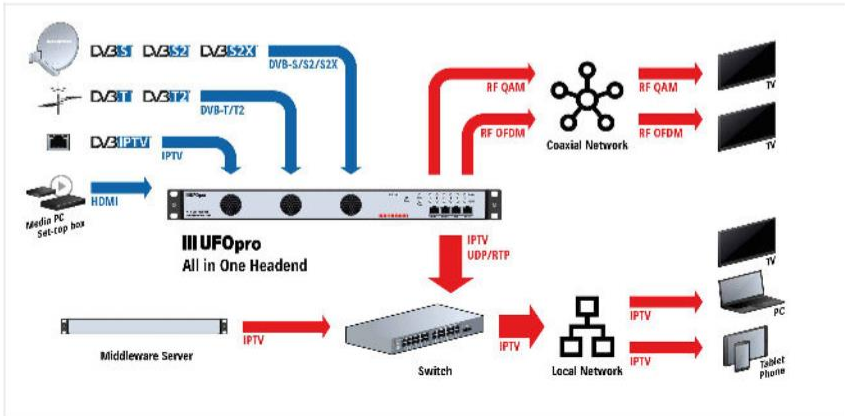 DVB S DVB S2 DVB S2X
DVB-S/S2/S2X
DVB T DVB T2
DVB-T/T2
DVB IPTV
IPTV
HDMI
Media PC
Set-top box
UFOpro
UFOpro
All in One Headend
RF QAM
RF OFDM
Coaxial Network
RF QAM
TV
RF OFDM
TV
IPTV
UDP/RTP
Middleware Server
IPTV
Switch
IPTV
Local Network
TV
IPTV
PC
IPTV
Tablet
Phone